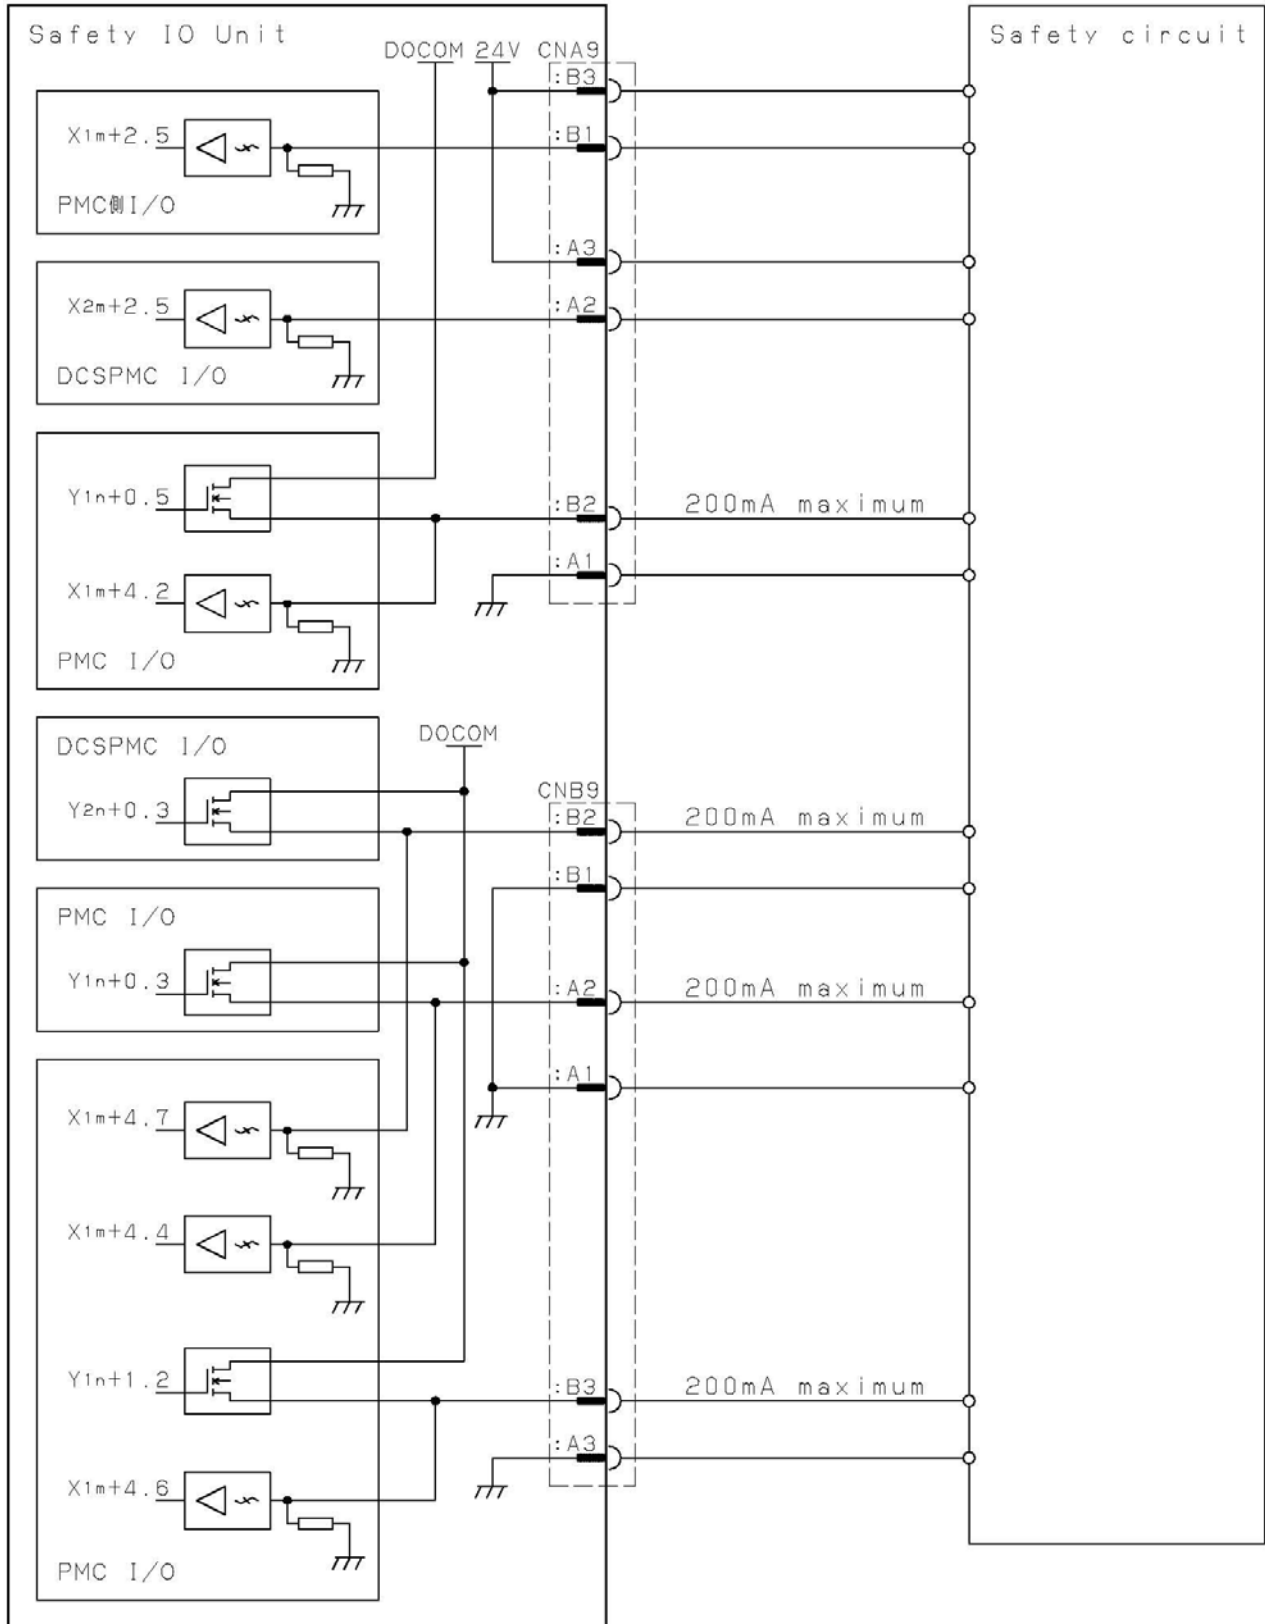 Safety IO Unit
Safety circuit
DOCOM 24V CNA9
:B3
X1m+2.5
:B1
PMC側I/O
:A3
X2m+2.5
:A2
DCSPMC I/O
Y1n+0.5
:B2
200mA maximum
:A1
X1m+4.2
PMC I/O
DOCOM
DCSPMC I/O
CNB9
Y2n+0.3
:B2
200mA maximum
:B1
PMC I/O
Y1n+0.3
:A2
200mA maximum
:A1
X1m+4.7
X1m+4.4
Y1n+1.2
:B3
200mA maximum
:A3
X1m+4.6
PMC I/O